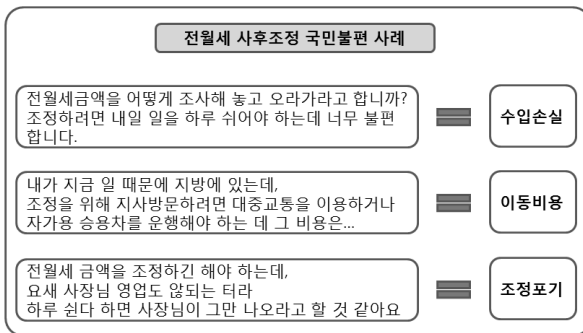 전월세 사후조정 국민불편 사례
전월세금액을 어떻게 조사해 놓고 오라가라고 합니까?
조정하려면 내일 일을 하루 쉬어야 하는데 너무 불편
합니다.
수입손실
내가 지금 일 때문에 지방에 있는데,
조정을 위해 지사방문하려면 대중교통을 이용하거나
자가용 승용차를 운행해야 하는 데 그 비용은...
이동비용
전월세 금액을 조정하긴 해야 하는데,
요새 사장님 영업도 않되는 터라
하루 쉰다 하면 사장님이 그만 나오라고 할 것 같아요
조정포기